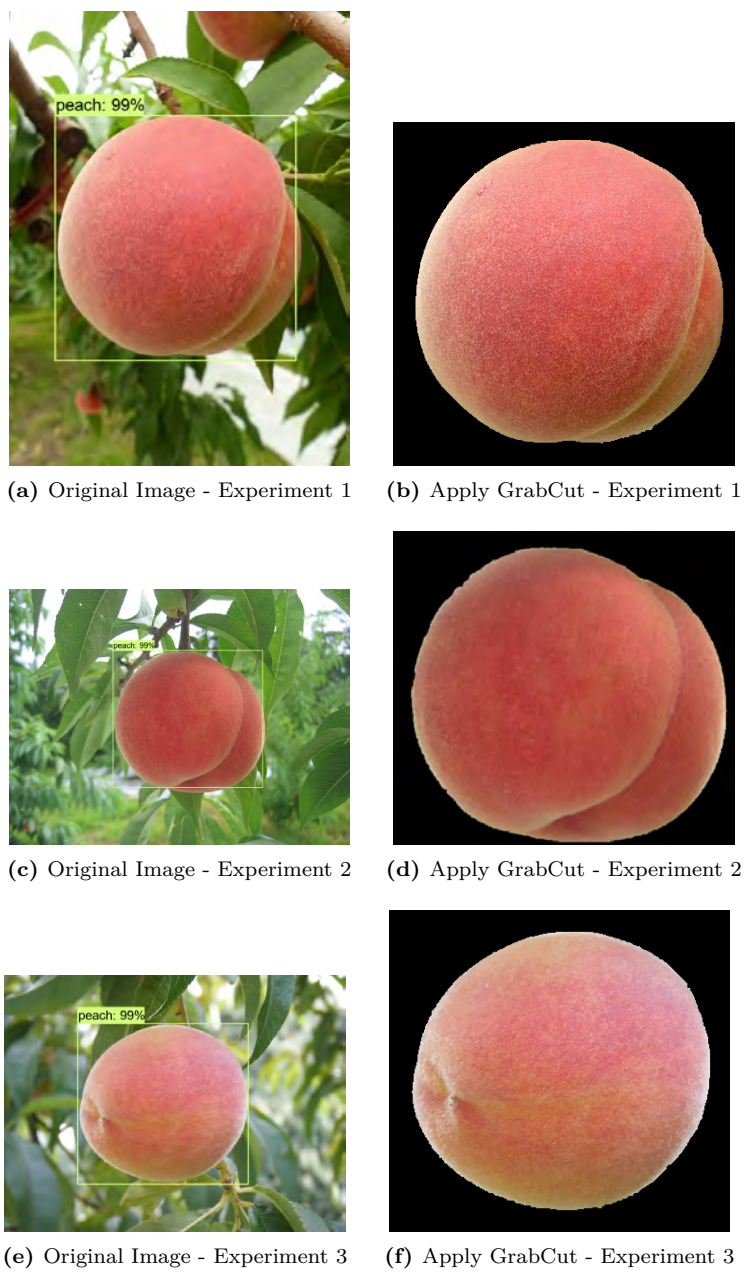 peach: 99%
(a) Original Image - Experiment 1
(b) Apply GrabCut - Experiment 1
peach: 99%
(c) Original Image - Experiment 2
(d) Apply GrabCut - Experiment 2
peach: 99%
(e) Original Image - Experiment 3
(f) Apply GrabCut - Experiment 3